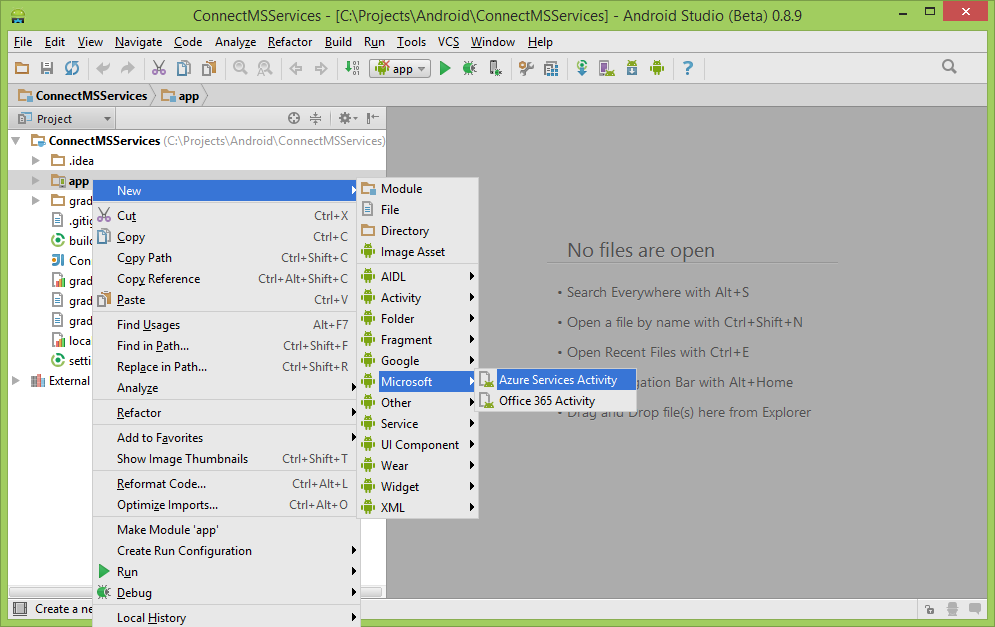 ConnectMSServices - [C:\Projects\Android\ConnectMSServices] - Android Studio (Beta) 0.8.9
File Edit View Navigate Code Analyze Refactor Build Run Tools VCS Window Help
app
ConnectMSServices app
Project
ConnectMSServices (C:\Projects\Android\ConnectMSServices)
.idea
app
grad
.gitig
build
Con
grad
grad
grad
loca
setti
External
New
Cut Ctrl+X
Copy Ctrl+C
Copy Path Ctrl+Shift+C
Copy Reference Ctrl+Alt+Shift+C
Paste Ctrl+V
Find Usages Alt+F7
Find in Path... Ctrl+Shift+F
Replace in Path... Ctrl+Shift+R
Analyze
Refactor
Add to Favorites
Show Image Thumbnails Ctrl+Shift+T
Reformat Code... Ctrl+Alt+L
Optimize Imports... Ctrl+Alt+O
Make Module 'app'
Create Run Configuration
Run
Debug
Local History
Module
File
Directory
Image Asset
AIDL
Activity
Folder
Fragment
Google
Microsoft
Other
Service
UI Component
Wear
Widget
XML
Azure Services Activity
Office 365 Activity
No files are open
• Search Everywhere with Alt+S
• Open a file by name with Ctrl+Shift+N
• Open Recent Files with Ctrl+E
igation Bar with Alt+Home
• Drag and Drop file(s) here from Explorer
Create a ne